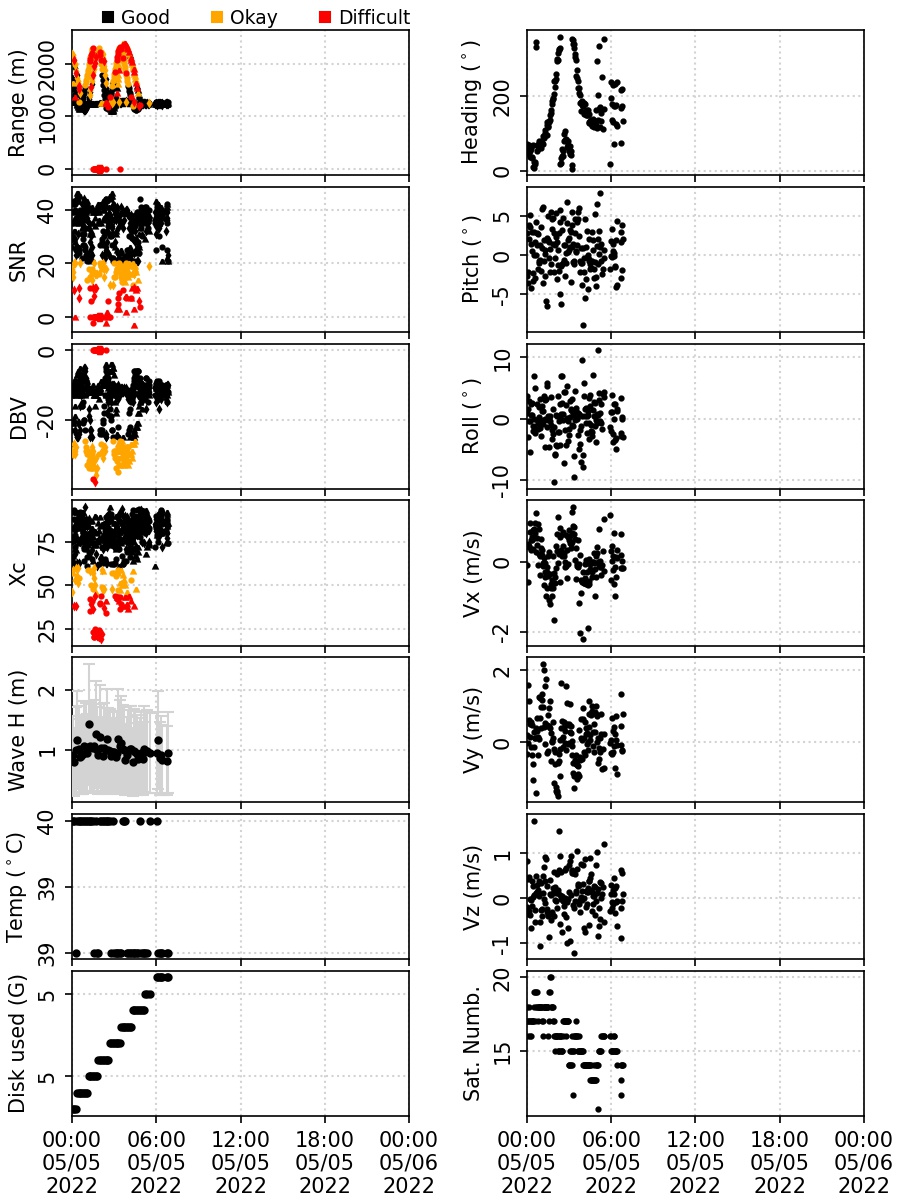 Good Okay Difficult
Range (m)
2000
1000
0
Heading (°)
200
0
SNR
40
20
0
Pitch (°)
5
0
-5
DBV
0
-20
Roll (°)
10
0
-10
Xc
75
50
25
Vx (m/s)
0
-2
Wave H (m)
2
1
Vy (m/s)
2
0
Temp (°C)
40
39
39
Vz (m/s)
1
0
-1
Disk used (G)
5
5
Sat. Numb.
20
15
00:00 06:00 12:00 18:00 00:00
05/05 05/05 05/05 05/05 05/06
2022 2022 2022 2022 2022
00:00 06:00 12:00 18:00 00:00
05/05 05/05 05/05 05/05 05/06
2022 2022 2022 2022 2022